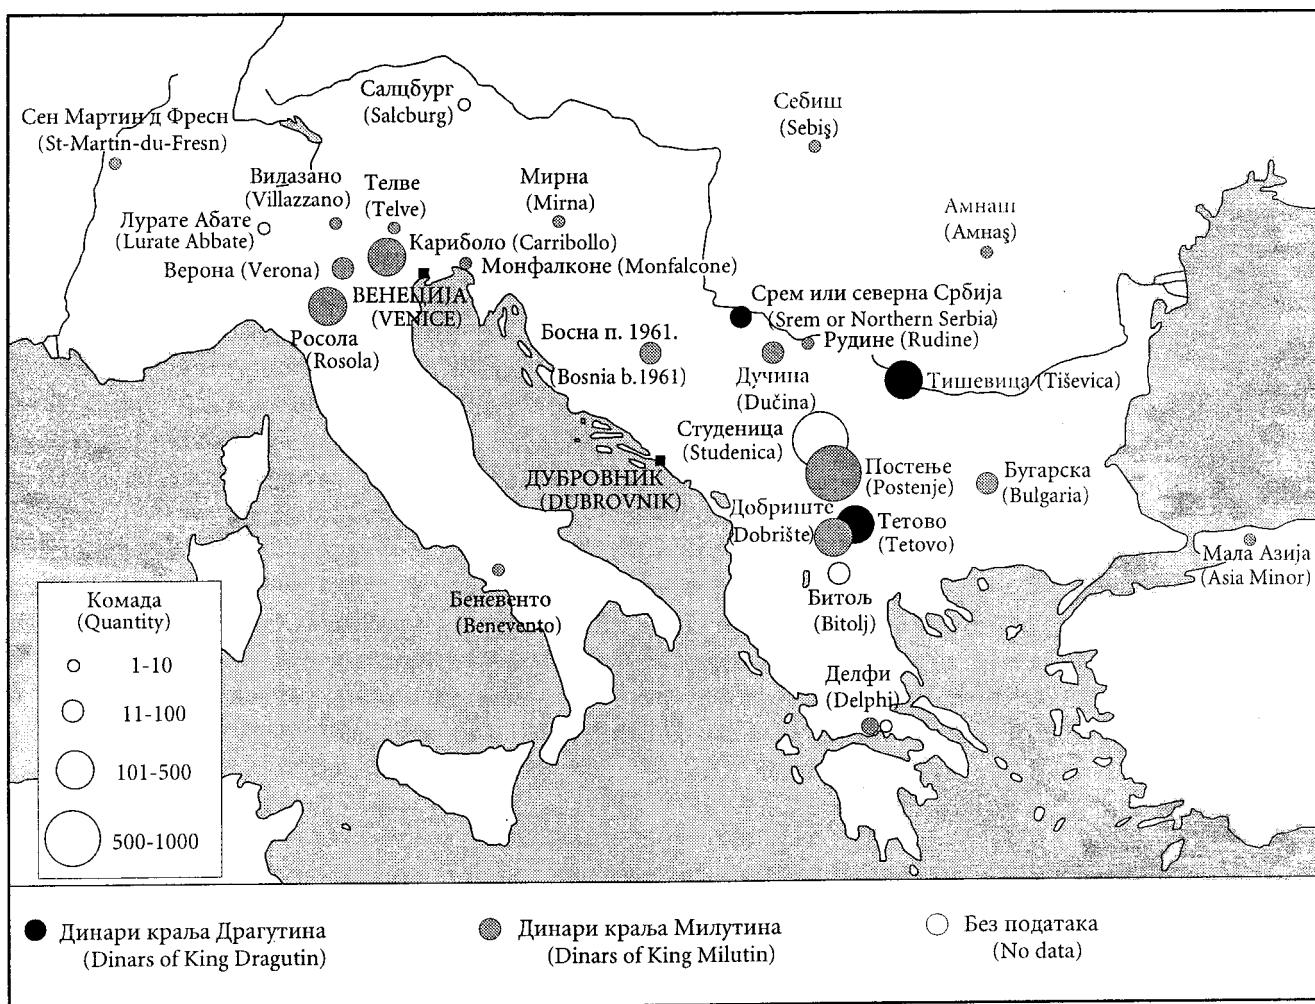 Салцбург
(Salcburg)
Себиш
(Sebiş)
Сен Мартин д Фресн
(St-Martin-du-Fresn)
Вилазано
(Villazzano)
Телве
(Telve)
Мирна
(Mirna)
Амнаш
(Амнаş)
Лурате Абате
(Lurate Abbate)
Кариболо (Carribollo)
Верона (Verona)
Монфалконе (Monfalcone)
ВЕНЕЦИЈА
(VENICE)
Срем или северна Србија
(Srem or Northern Serbia)
Росола
(Rosola)
Босна п. 1961.
(Bosnia b.1961)
Рудине (Rudine)
Дучина
(Dučina)
Тишевица (Tiševica)
Студеница
(Studenica)
Постење
(Postenje)
Бугарска
(Bulgaria)
ДУБРОВНИК
(DUBROVNIK)
Добриште
(Dobrište)
Тетово
(Tetovo)
Мала Азија
(Asia Minor)
Беневенто
(Benevento)
Битољ
(Bitolj)
Делфи
(Delphi)
Комада
(Quantity)
1-10
11-100
101-500
500-1000
Динари краља Драгутина
(Dinars of King Dragutin)
Динари краља Милутина
(Dinars of King Milutin)
Без података
(No data)